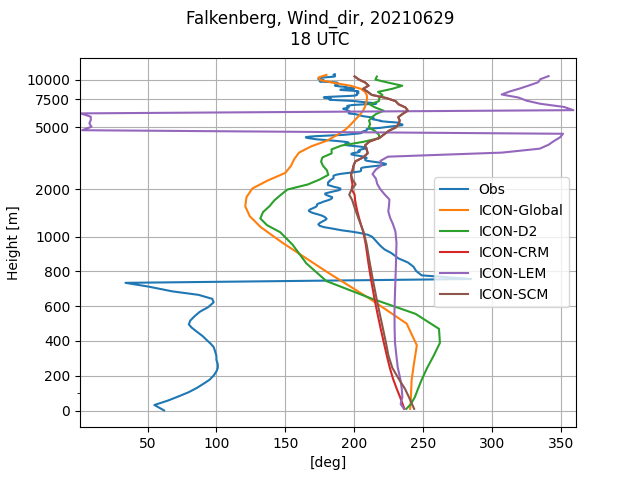 Falkenberg, Wind_dir, 20210629
18 UTC
Height [m]
10000
7500
5000
2000
1000
800
600
400
200
0
Obs
ICON-Global
ICON-D2
ICON-CRM
ICON-LEM
ICON-SCM
50 100 150 200 250 300 350
[deg]